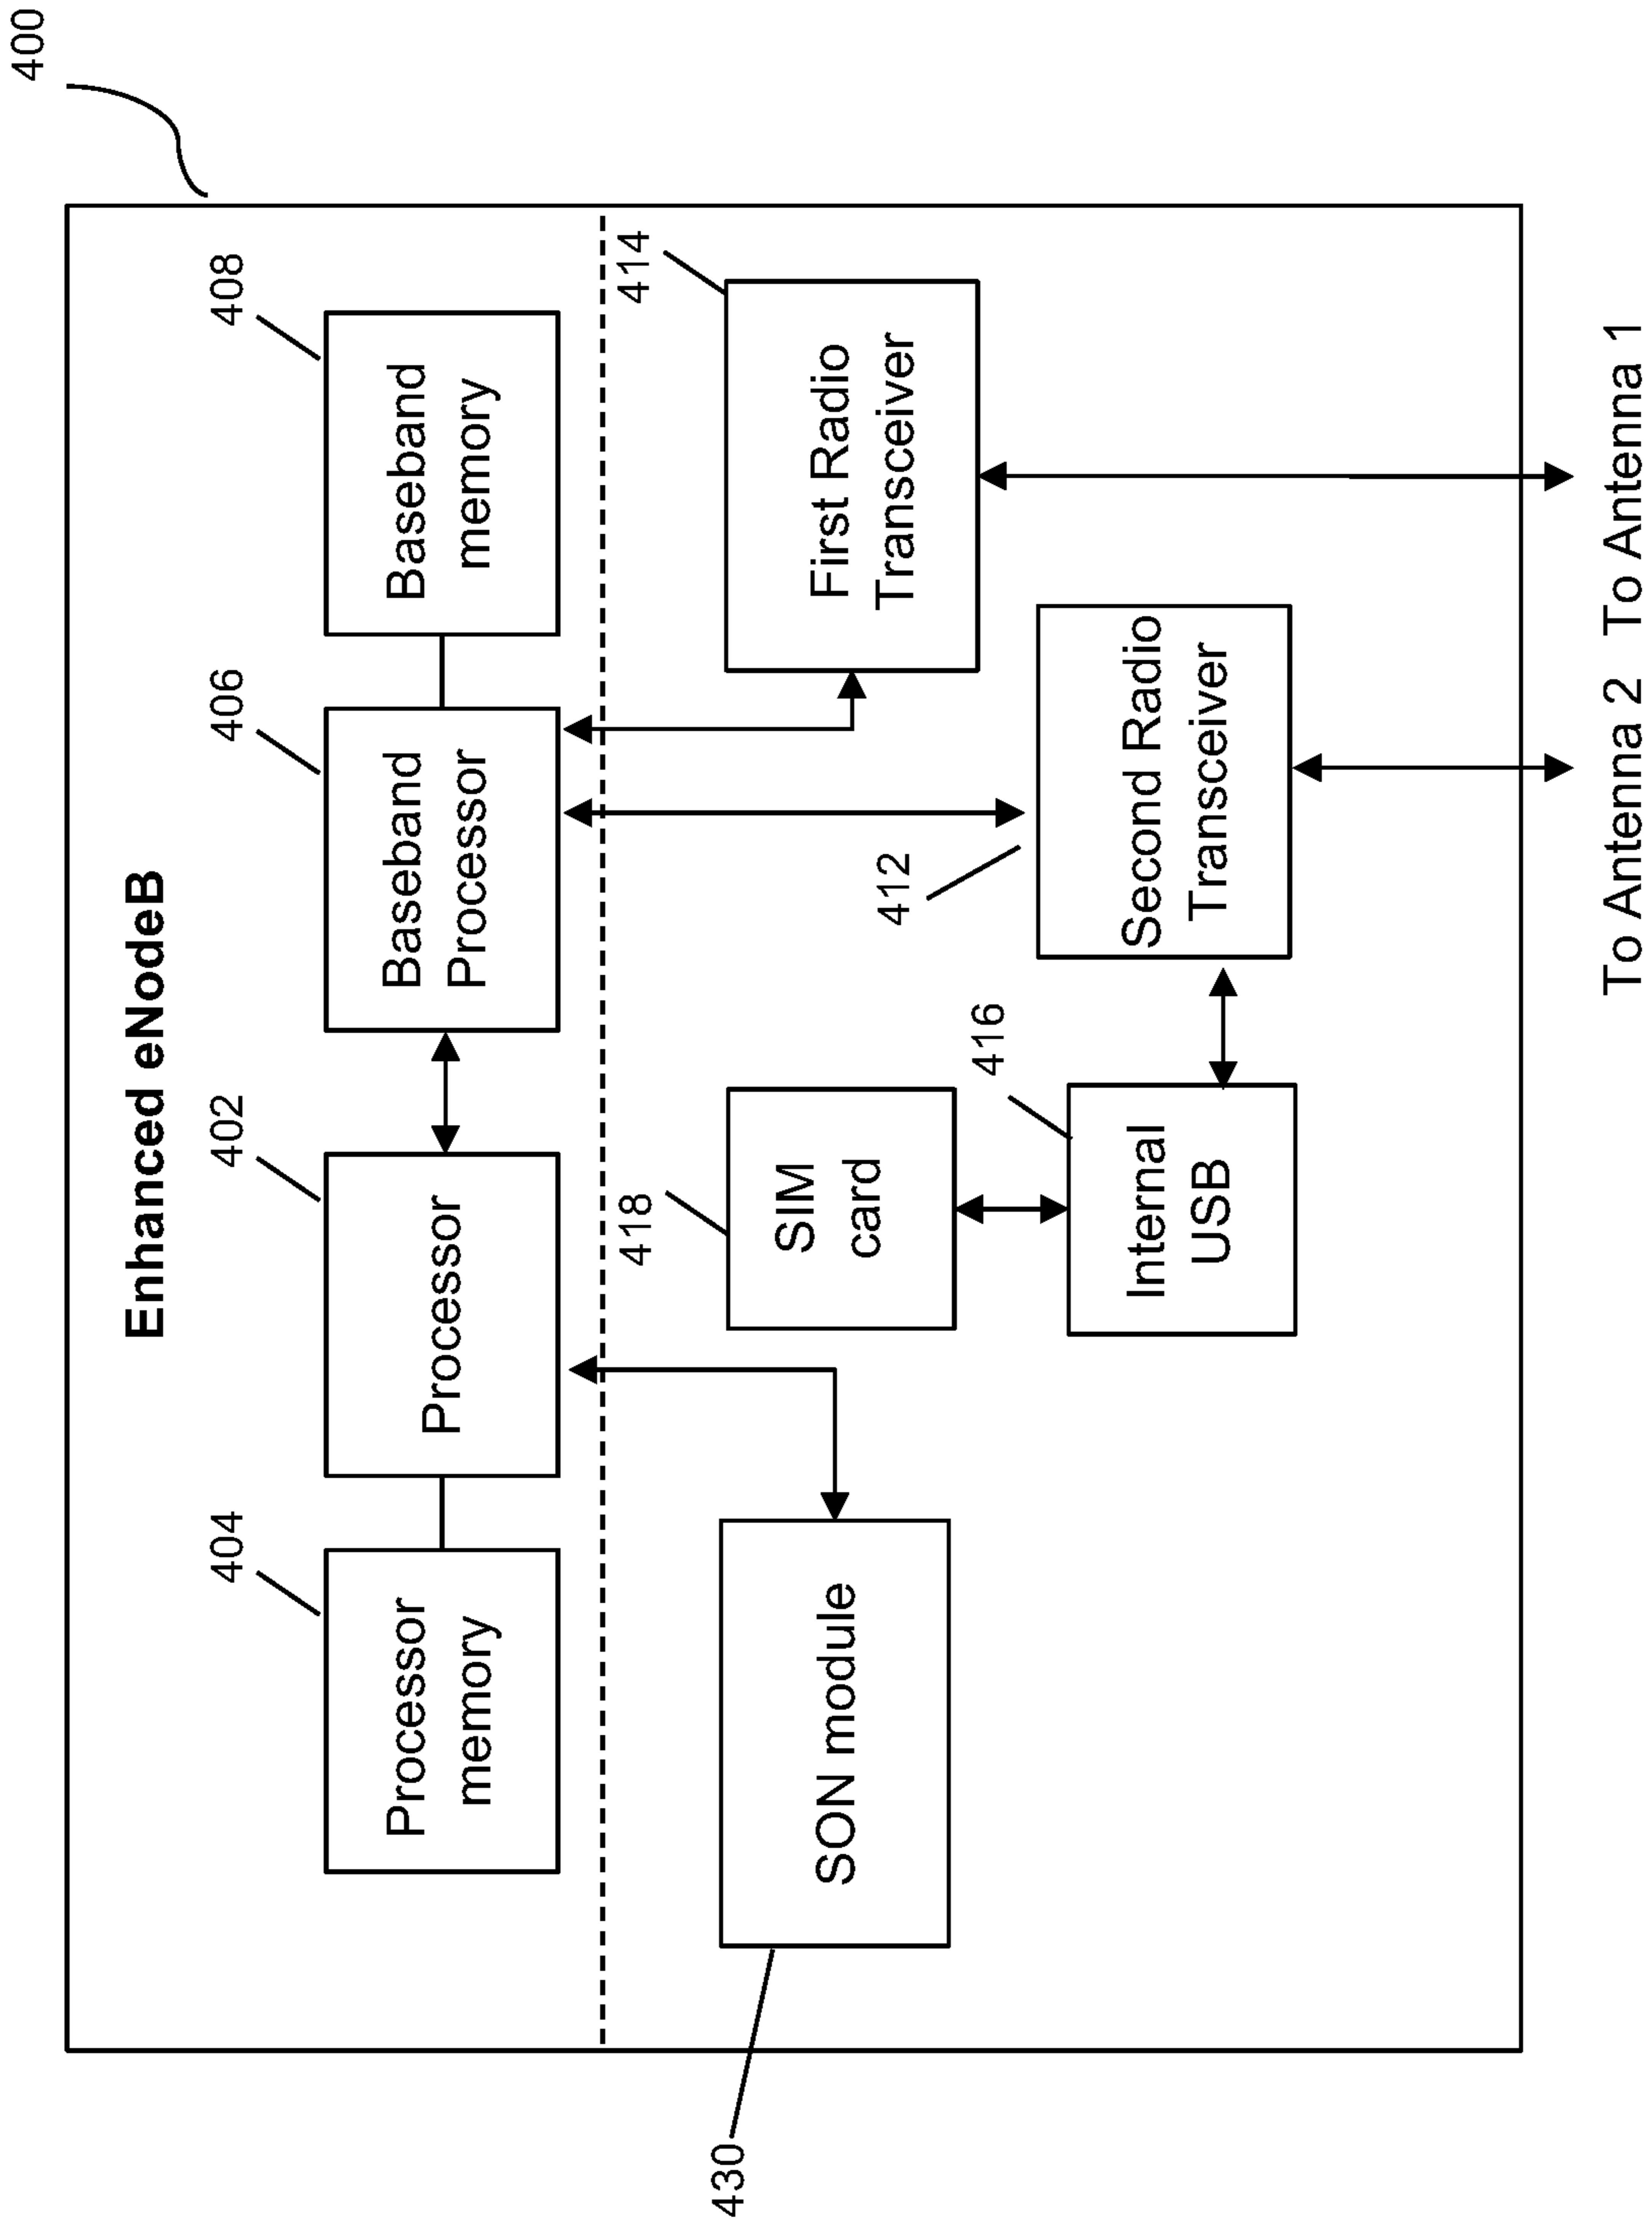 400
Enhanced eNodeB
404
402
406
408
Processor
memory
Processor
Baseband
Processor
Baseband
memory
430
418
414
SON module
SIM
card
First Radio
Transceiver
416
412
Internal
USB
Second Radio
Transceiver
To Antenna 2
To Antenna 1